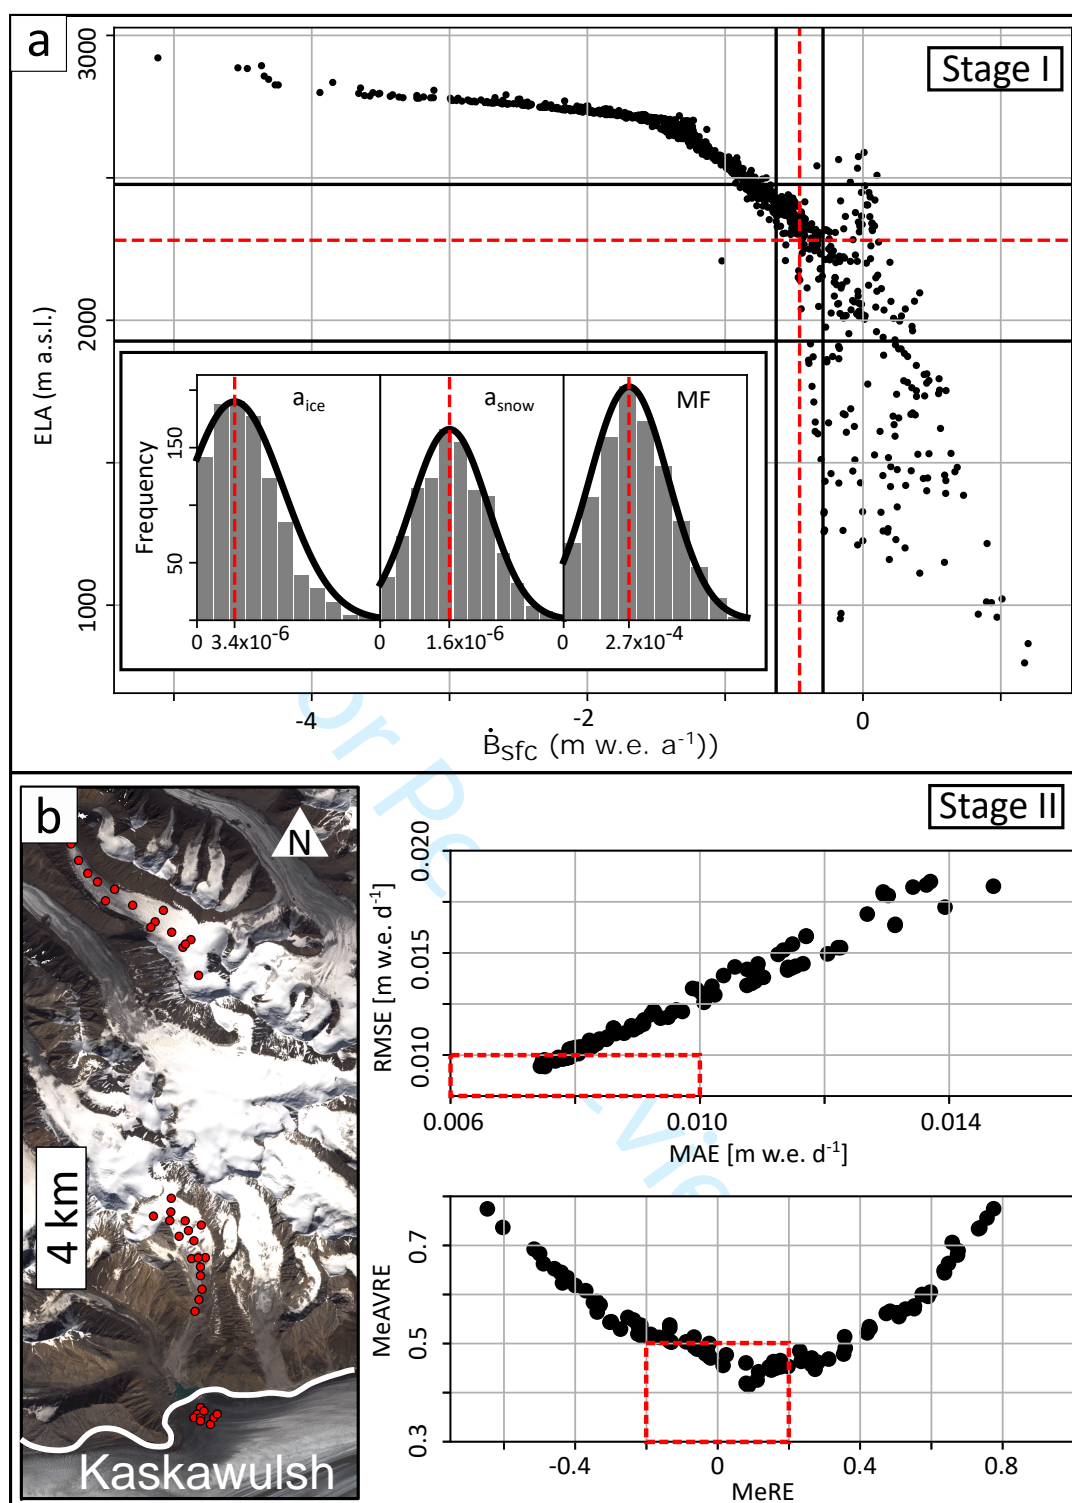 a
Stage I
3000
2000
1000
ELA (m a.s.l.)
a_ice
a_snow
MF
Frequency
150
50
0 3.4x10⁻⁶
0 1.6x10⁻⁶
0 2.7x10⁻⁴
-4 -2 0
Ḃsfc (m w.e. a⁻¹))
or Pe
view
b
Stage II
N
4 km
Kaskawulsh
0.020
0.015
0.010
RMSE [m w.e. d⁻¹]
0.006 0.010 0.014
MAE [m w.e. d⁻¹]
0.7
0.5
0.3
MeAVRE
-0.4 0 0.4 0.8
MeRE